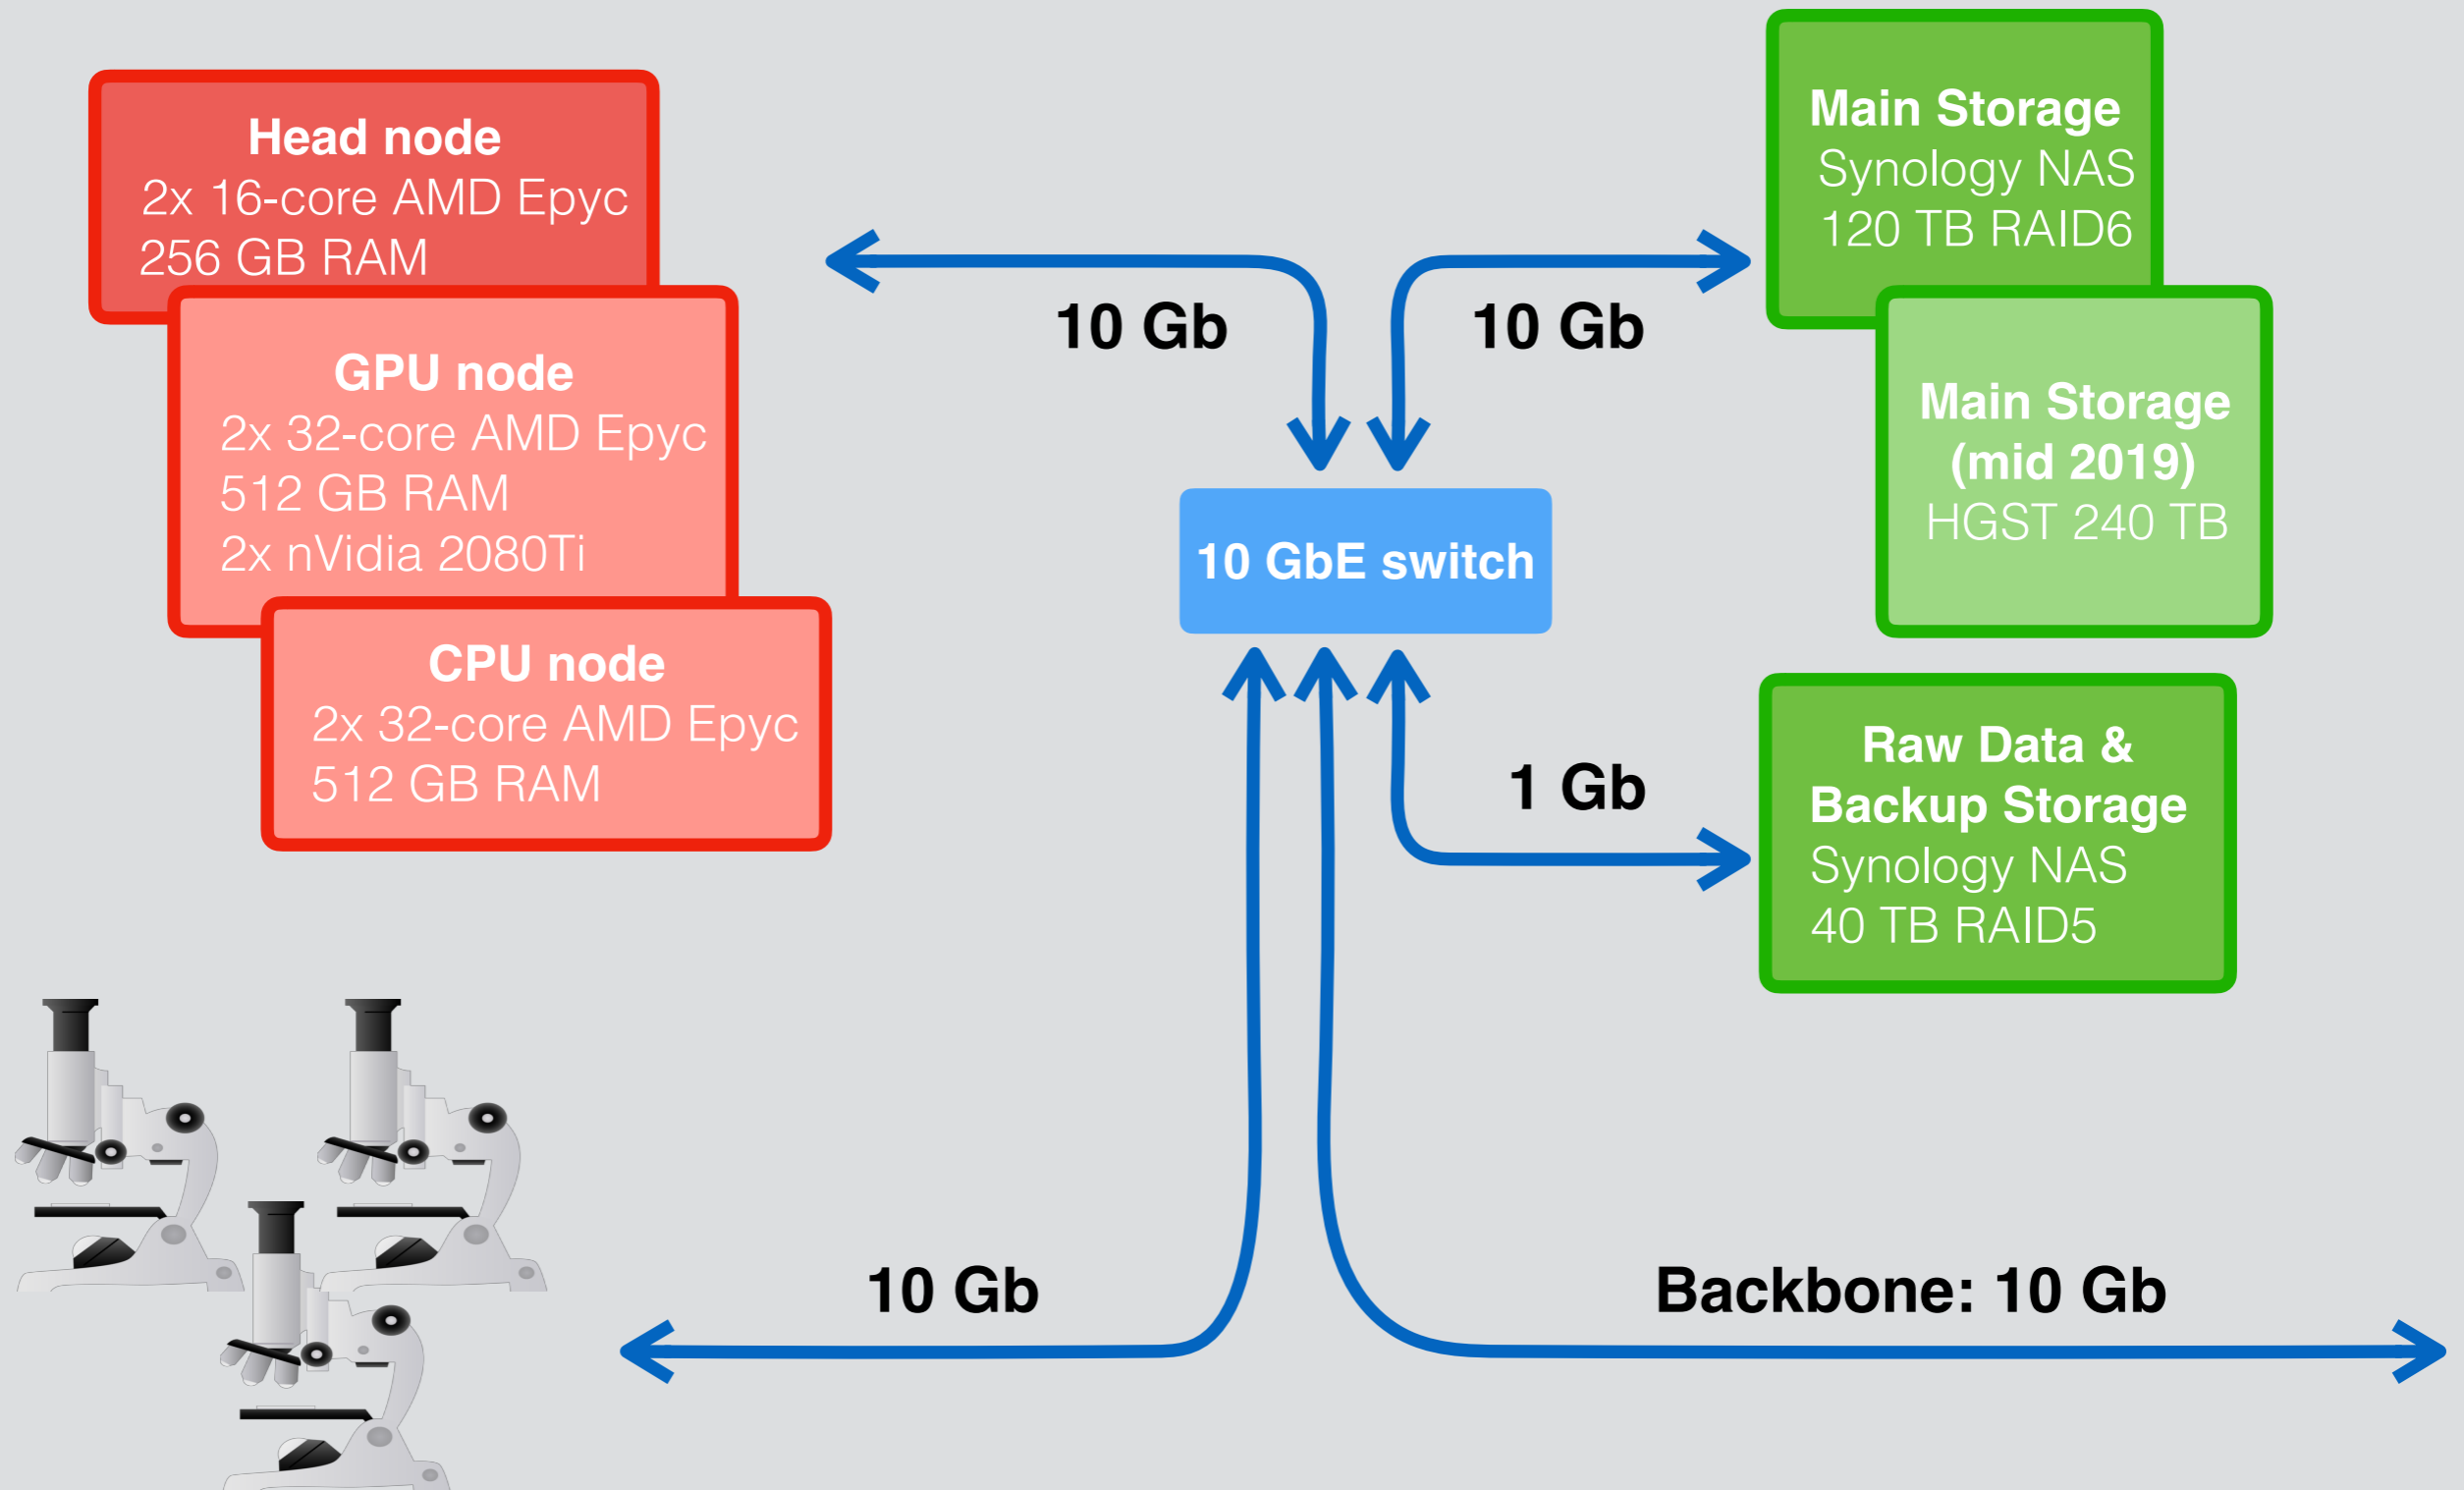 Head node
2x 16-core AMD Epyc
256 GB RAM
GPU node
2x 32-core AMD Epyc
512 GB RAM
2x nVidia 2080Ti
CPU node
2x 32-core AMD Epyc
512 GB RAM
10 Gb
10 Gb
Main Storage
Synology NAS
120 TB RAID6
Main Storage
(mid 2019)
HGST 240 TB
10 GbE switch
1 Gb
Raw Data &
Backup Storage
Synology NAS
40 TB RAID5
10 Gb
Backbone: 10 Gb